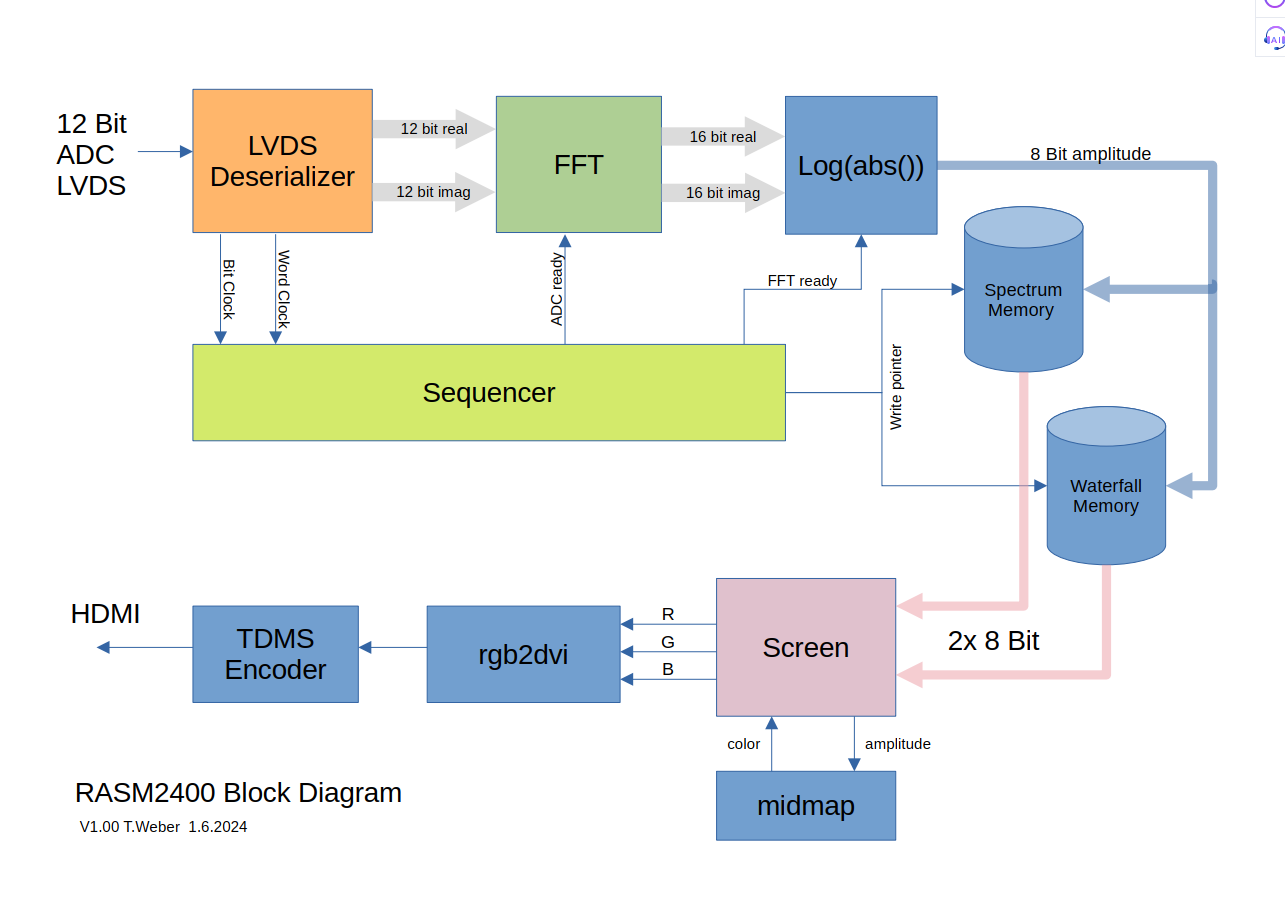 AI
12 Bit
ADC
LVDS
LVDS
Deserializer
12 bit real
12 bit imag
FFT
16 bit real
16 bit imag
Log(abs())
8 Bit amplitude
Bit Clock
Word Clock
ADC ready
FFT ready
Spectrum
Memory
Sequencer
Write pointer
Waterfall
Memory
HDMI
TDMS
Encoder
rgb2dvi
R
G
B
Screen
2x 8 Bit
color
amplitude
midmap
RASM2400 Block Diagram
V1.00 T.Weber 1.6.2024